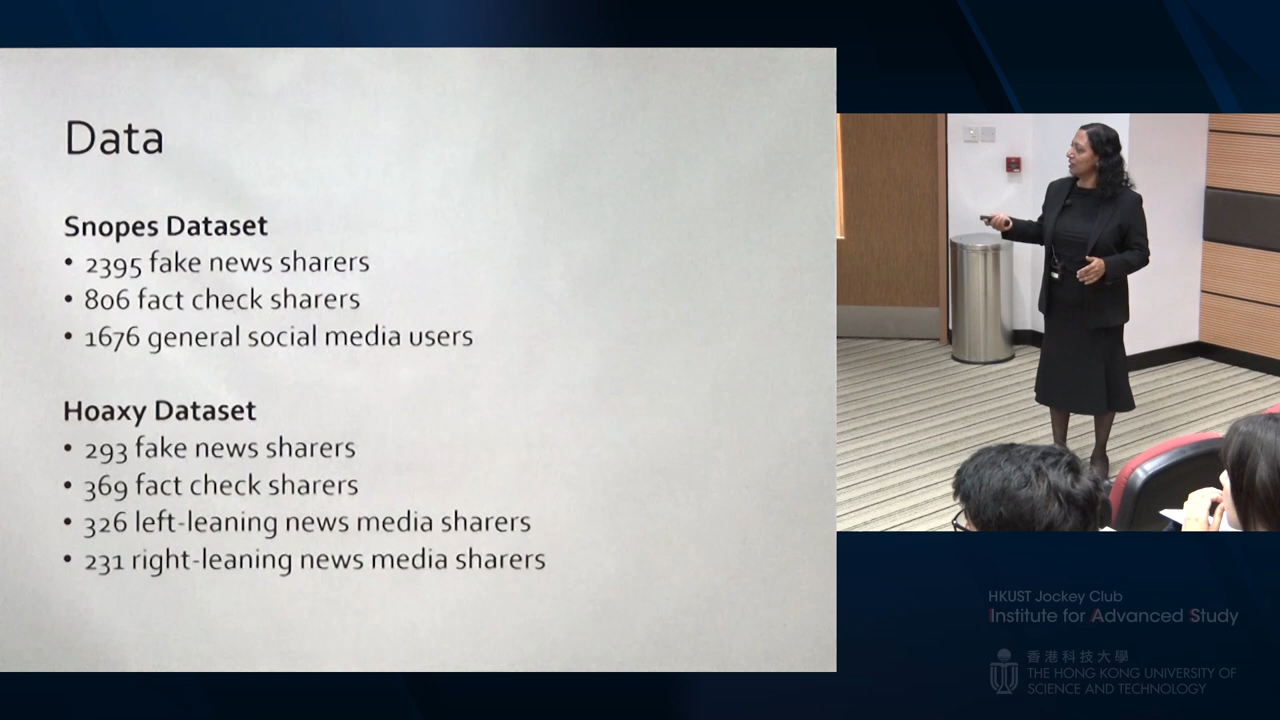 Data
Snopes Dataset
• 2395 fake news sharers
• 806 fact check sharers
• 1676 general social media users
Hoaxy Dataset
• 293 fake news sharers
• 369 fact check sharers
• 326 left-leaning news media sharers
• 231 right-leaning news media sharers
HKUST Jockey Club
Institute for Advanced Study
香港科技大學
THE HONG KONG UNIVERSITY OF
SCIENCE AND TECHNOLOGY